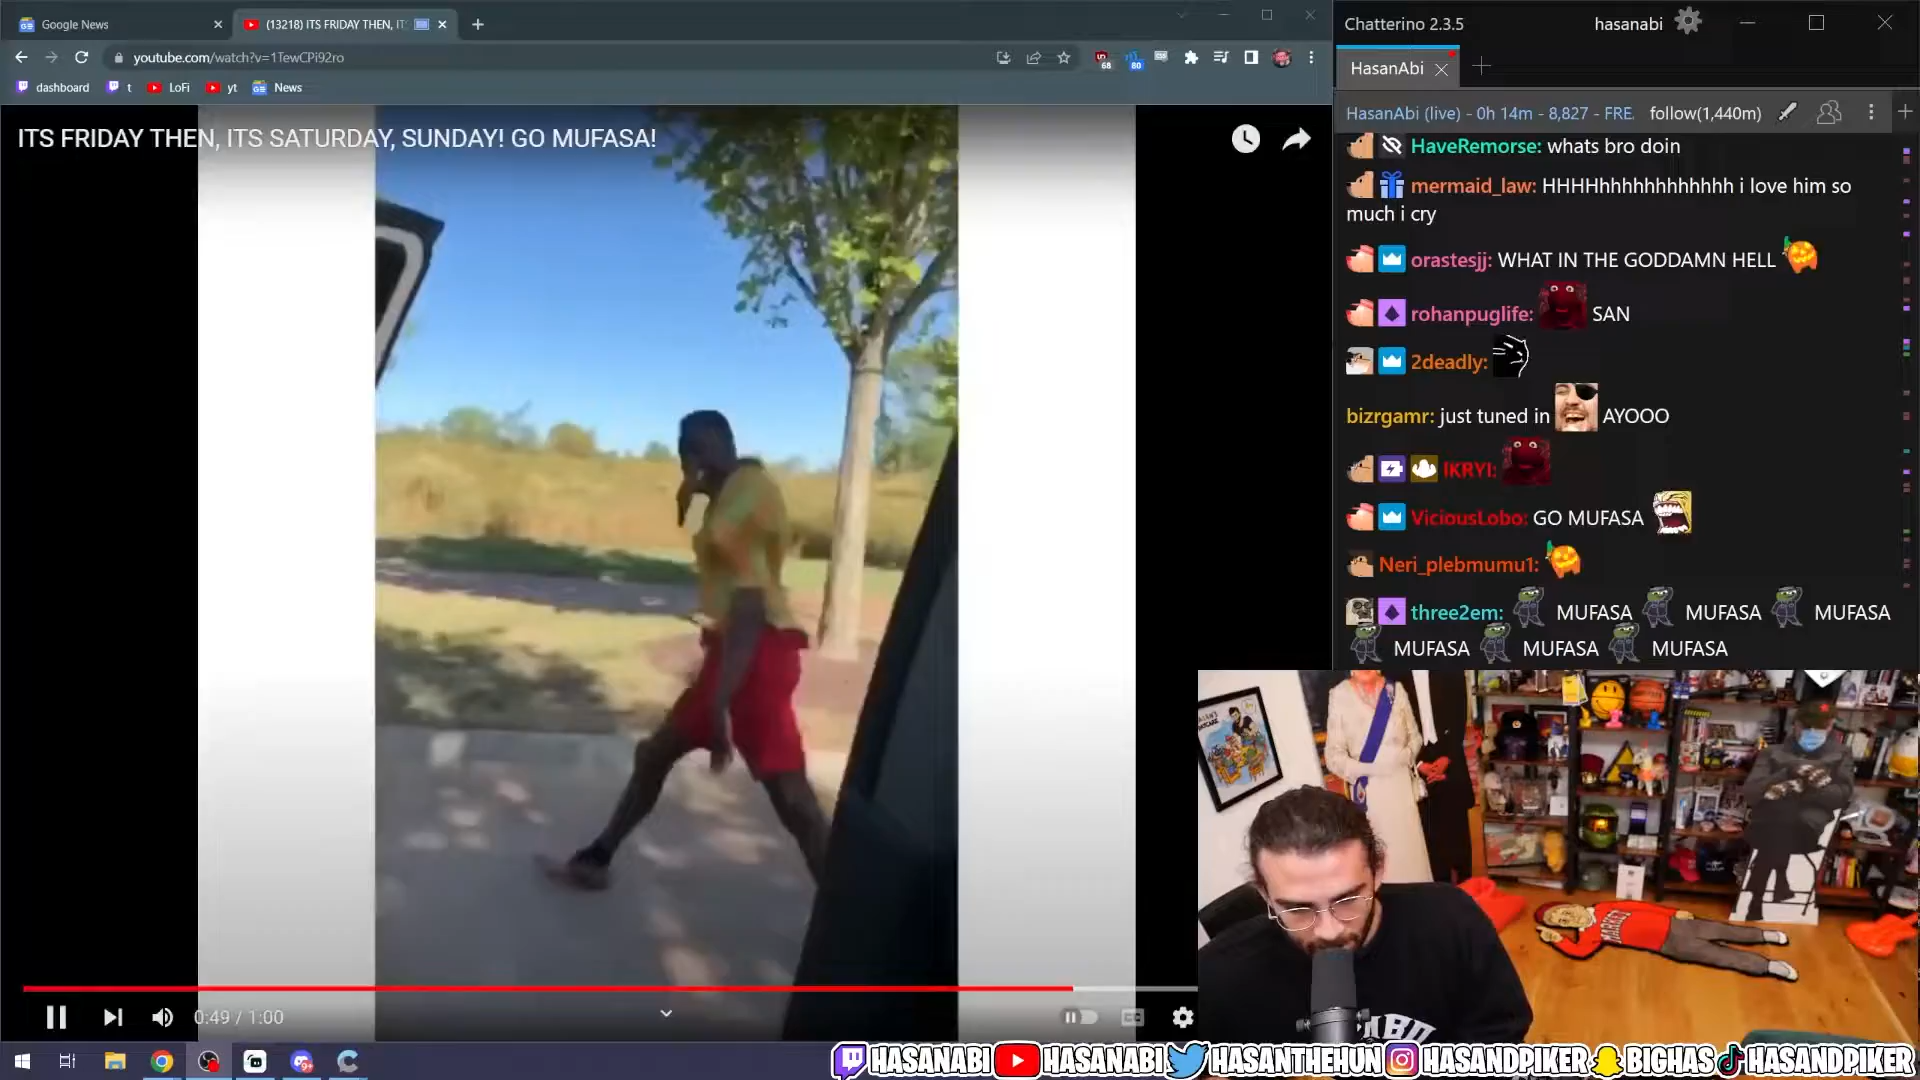 Google News
(13218) ITS FRIDAY THEN, IT
youtube.com/watch?v=1TewCPi92ro
68
80
dashboard
t
LoFi
yt
News
ITS FRIDAY THEN, ITS SATURDAY, SUNDAY! GO MUFASA!
0:49 / 1:00
Chatterino 2.3.5
hasanabi
HasanAbi
HasanAbi (live) - 0h 14m - 8,827 - FRE.
follow(1,440m)
HaveRemorse: whats bro doin
mermaid_law: HHHHhhhhhhhhhhhh i love him so
much i cry
orastesjj: WHAT IN THE GODDAMN HELL
rohanpuglife: SAN
2deadly:
bizrgamr: just tuned in AYOOO
IKRYI:
ViciousLobo: GO MUFASA
Neri_plebmumu1:
three2em: MUFASA MUFASA MUFASA
MUFASA MUFASA MUFASA
HASANABI HASANABI HASANTHEHUN HASANDPIKER BIGHAS HASANDPIKER